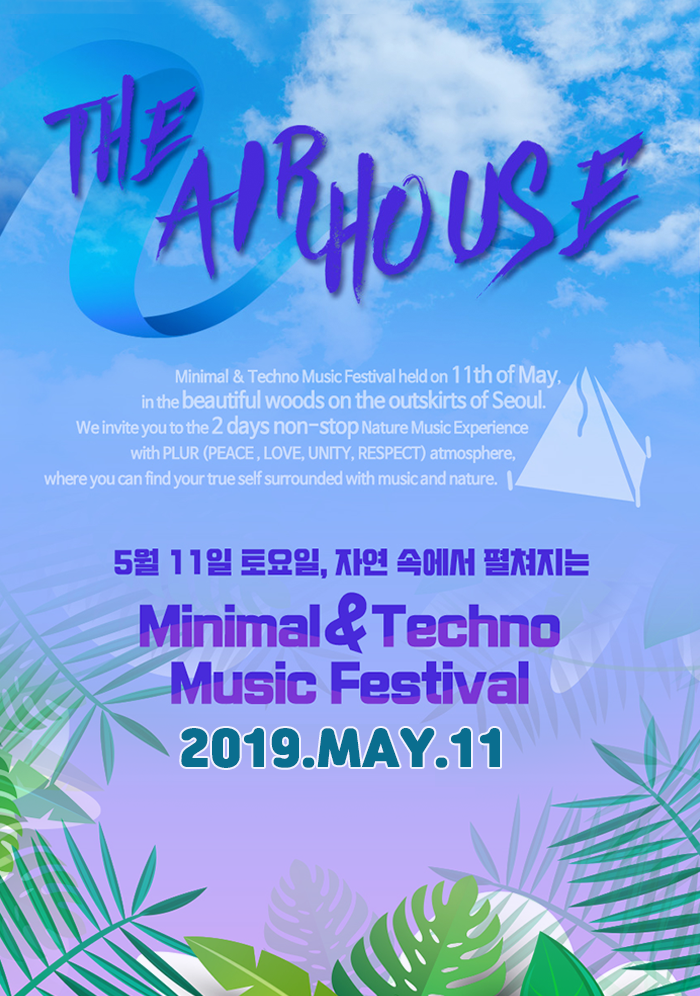 THE
AIRHOUSE
Minimal & Techno Music Festival held on 11th of May,
in the beautiful woods on the outskirts of Seoul.
We invite you to the 2 days non-stop Nature Music Experience
with PLUR (PEACE , LOVE, UNITY, RESPECT) atmosphere,
where you can find your true self surrounded with music and nature.
5월 11일 토요일, 자연 속에서 펼쳐지는
Minimal & Techno
Music Festival
2019.MAY.11